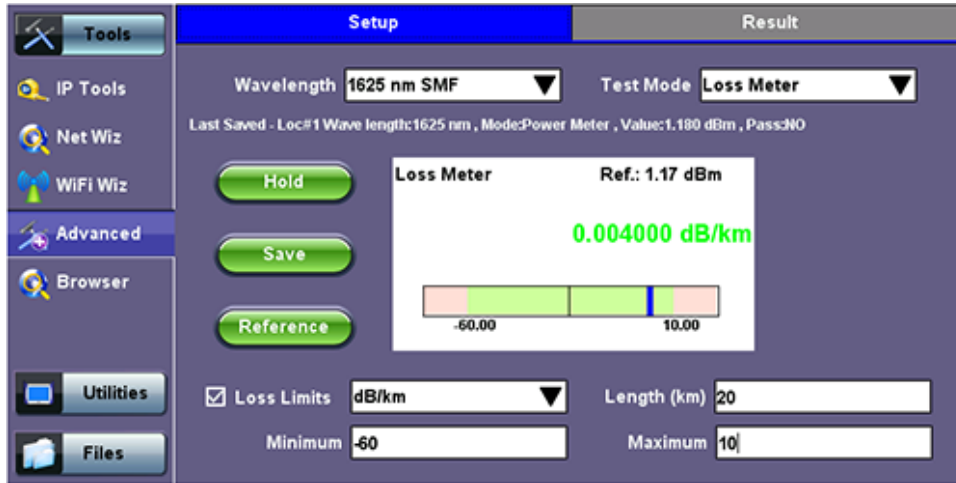 Tools
Setup
Result
IP Tools
Wavelength 1625 nm SMF
Test Mode Loss Meter
Last Saved - Loc#1 Wave length:1625 nm , Mode:Power Meter , Value:1.180 dBm , Pass:NO
Net Wiz
WiFi Wiz
Hold
Loss Meter
Ref.: 1.17 dBm
Advanced
0.004000 dB/km
Save
Browser
Reference
-60.00
10.00
Utilities
Loss Limits dB/km
Length (km) 20
Files
Minimum -60
Maximum 10